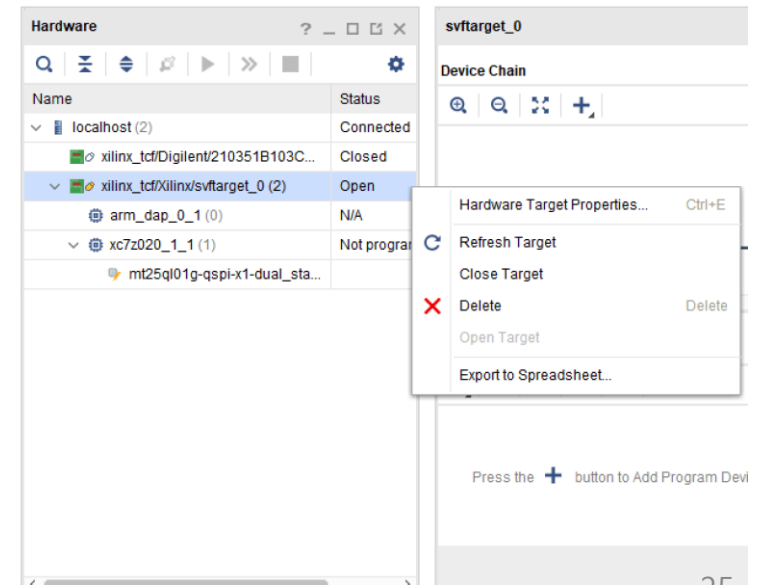 Hardware
svftarget_0
Device Chain
Name Status
localhost (2) Connected
xilinx_tcf/Digilent/210351B103C... Closed
xilinx_tcf/Xilinx/svftarget_0 (2) Open
arm_dap_0_1 (0) N/A
xc7z020_1_1 (1) Not program
mt25ql01g-qspi-x1-dual_sta...
Hardware Target Properties... Ctrl+E
Refresh Target
Close Target
Delete Delete
Open Target
Export to Spreadsheet...
Press the + button to Add Program Devi